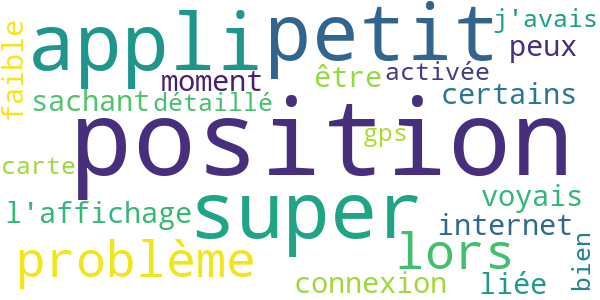 appli petit j'avais
faible
peux
moment être activée
sachant détaillé certains
position
gps
carte
super voyais
l'affichage internet
problème lors bien
connexion liée